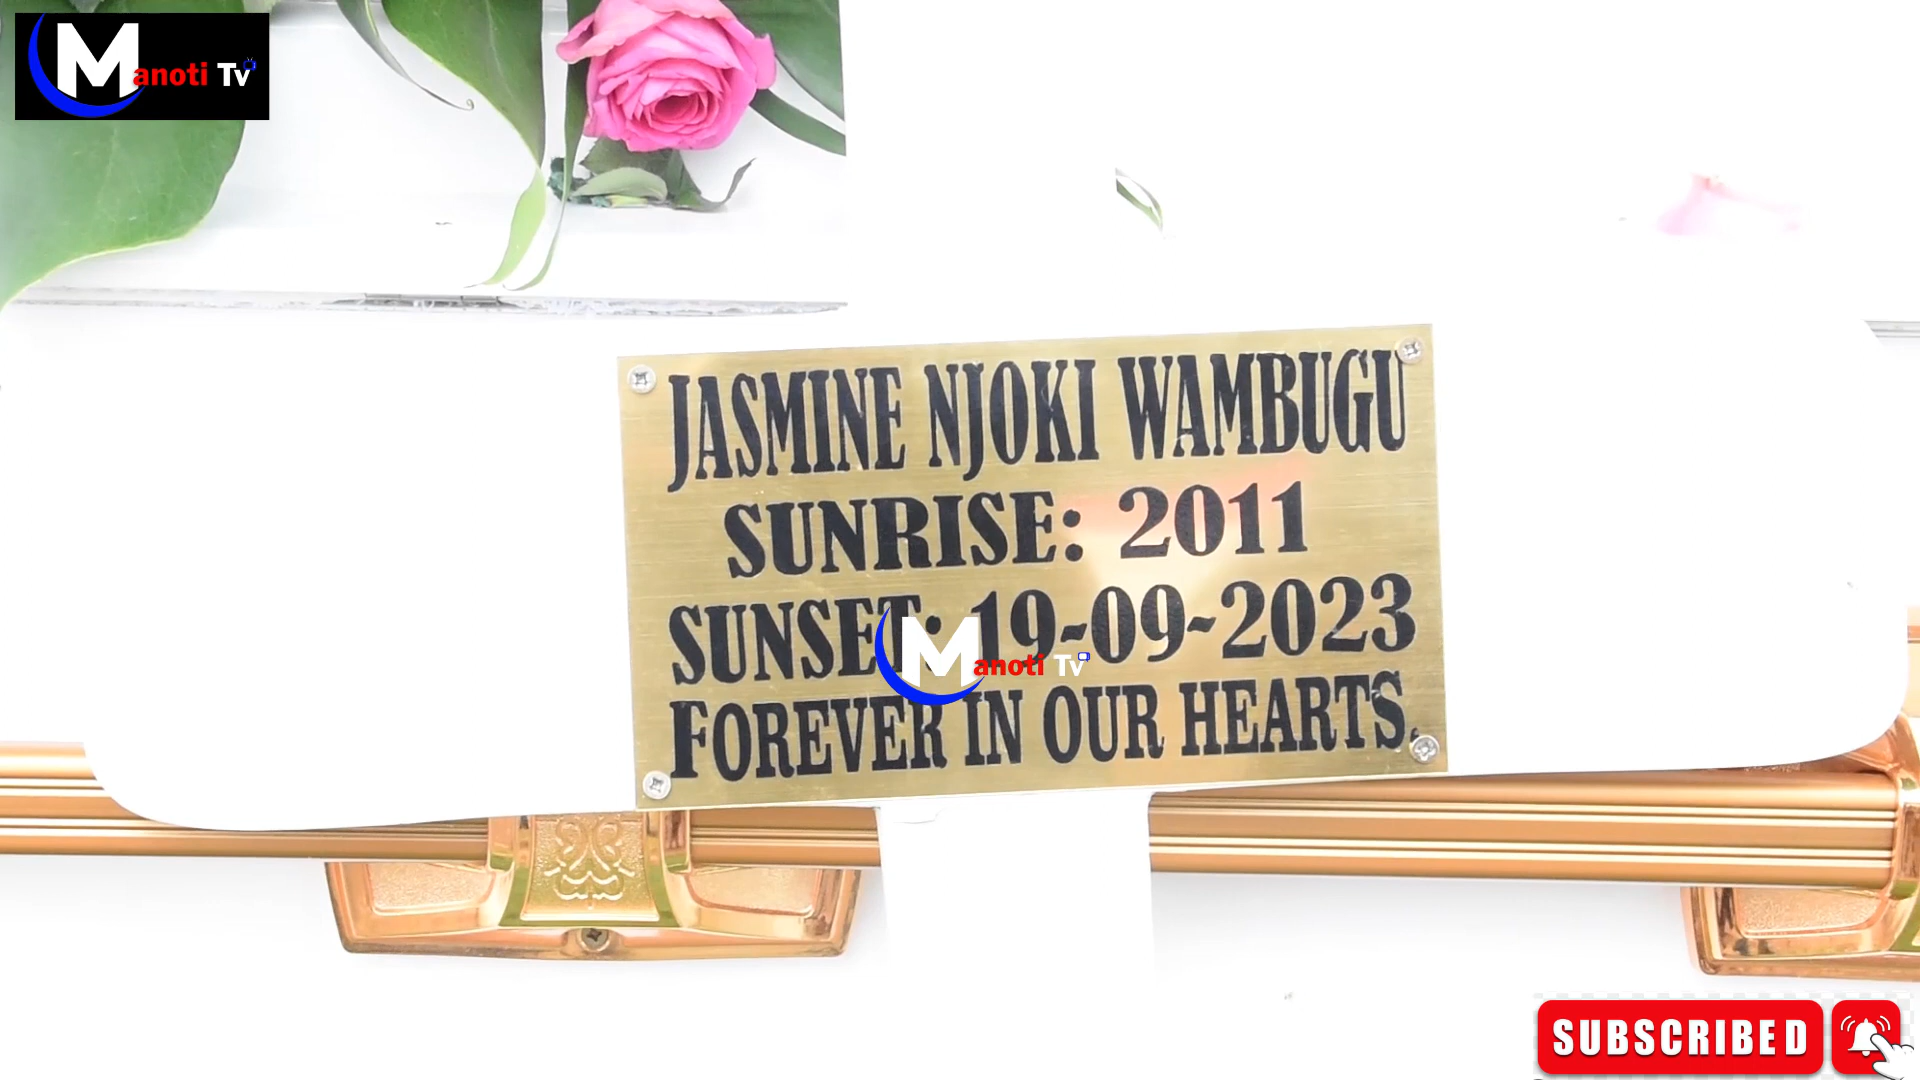 Manoti Tv
JASMINE NJOKI WAMBUGU
SUNRISE: 2011
SUNSET: 19-09-2023
Manoti Tv
FOREVER IN OUR HEARTS.
SUBSCRIBED